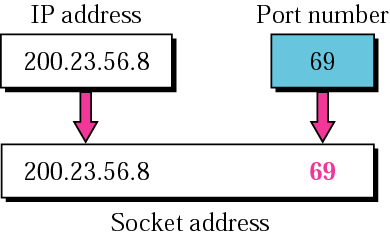 IP address Port number
200.23.56.8 69
200.23.56.8 69
Socket address